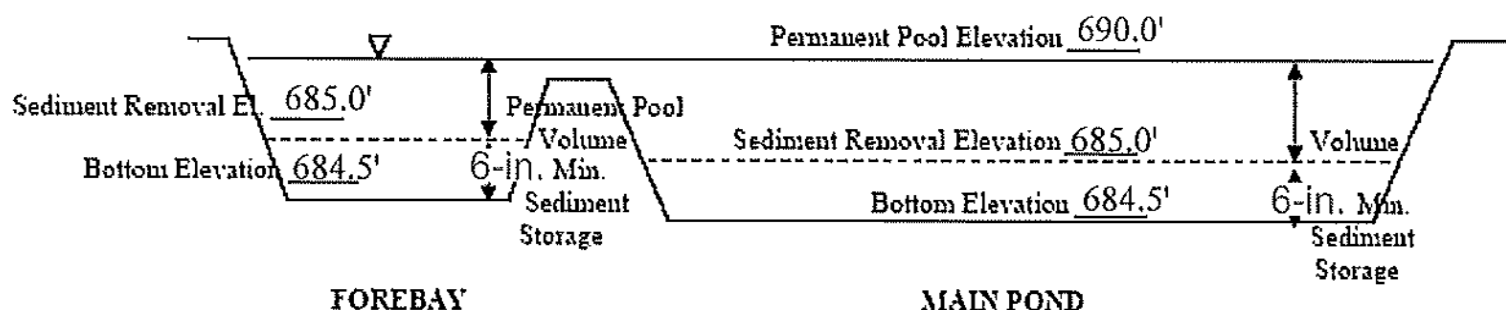 Permanent Pool Elevation 690.0'
Sediment Removal El. 685.0'
Permanent Pool
Volume
Sediment Removal Elevation 685.0'
Volume
Bottom Elevation 684.5'
6-in. Min.
Sediment
Storage
Bottom Elevation 684.5'
6-in. Min.
Sediment
Storage
FOREBAY
MAIN POND